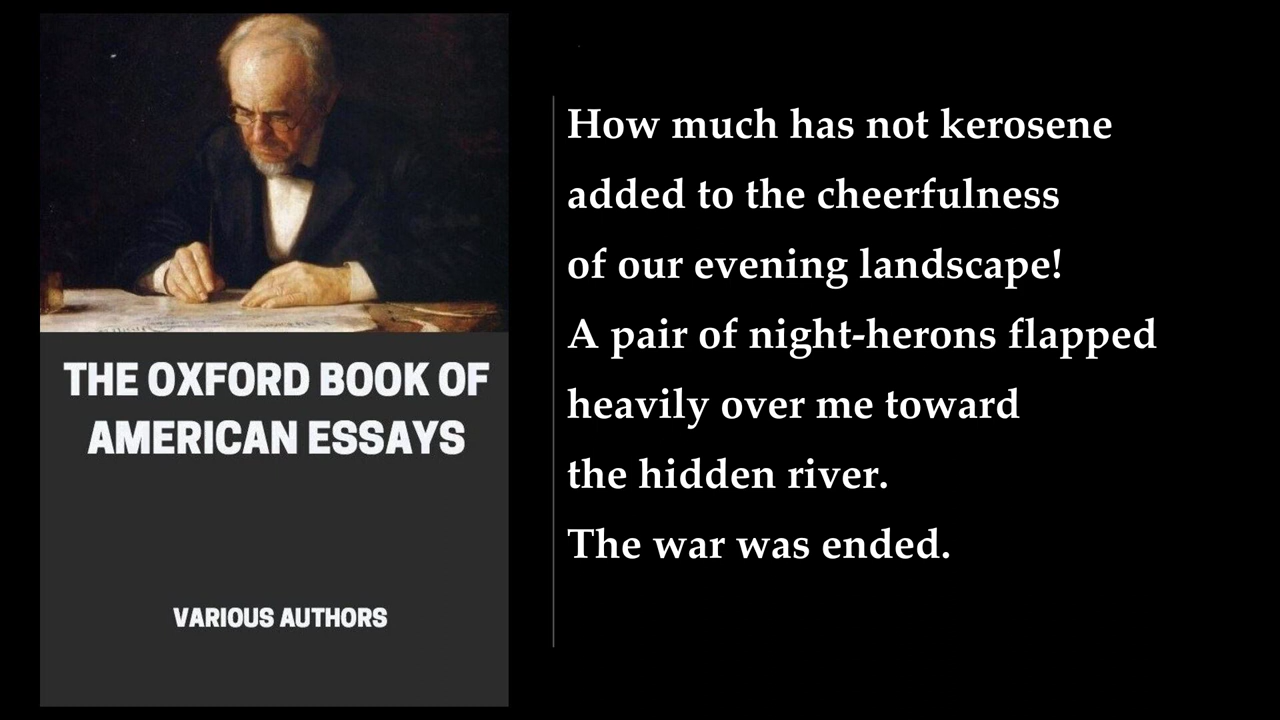 THE OXFORD BOOK OF
AMERICAN ESSAYS
VARIOUS AUTHORS
How much has not kerosene
added to the cheerfulness
of our evening landscape!
A pair of night-herons flapped
heavily over me toward
the hidden river.
The war was ended.